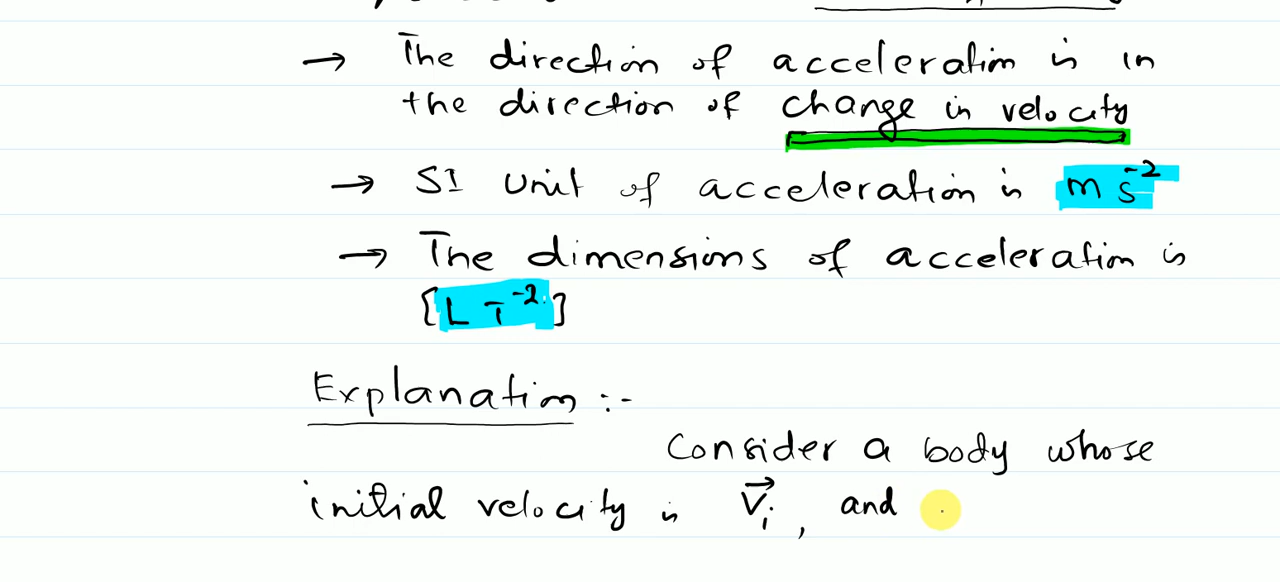 → The direction of acceleration is in
the direction of change in velocity
→ SI unit of acceleration is m s⁻²
→ The dimensions of acceleration is
[L T⁻²]
Explanation :-
Consider a body whose
initial velocity is V⃗ᵢ, and